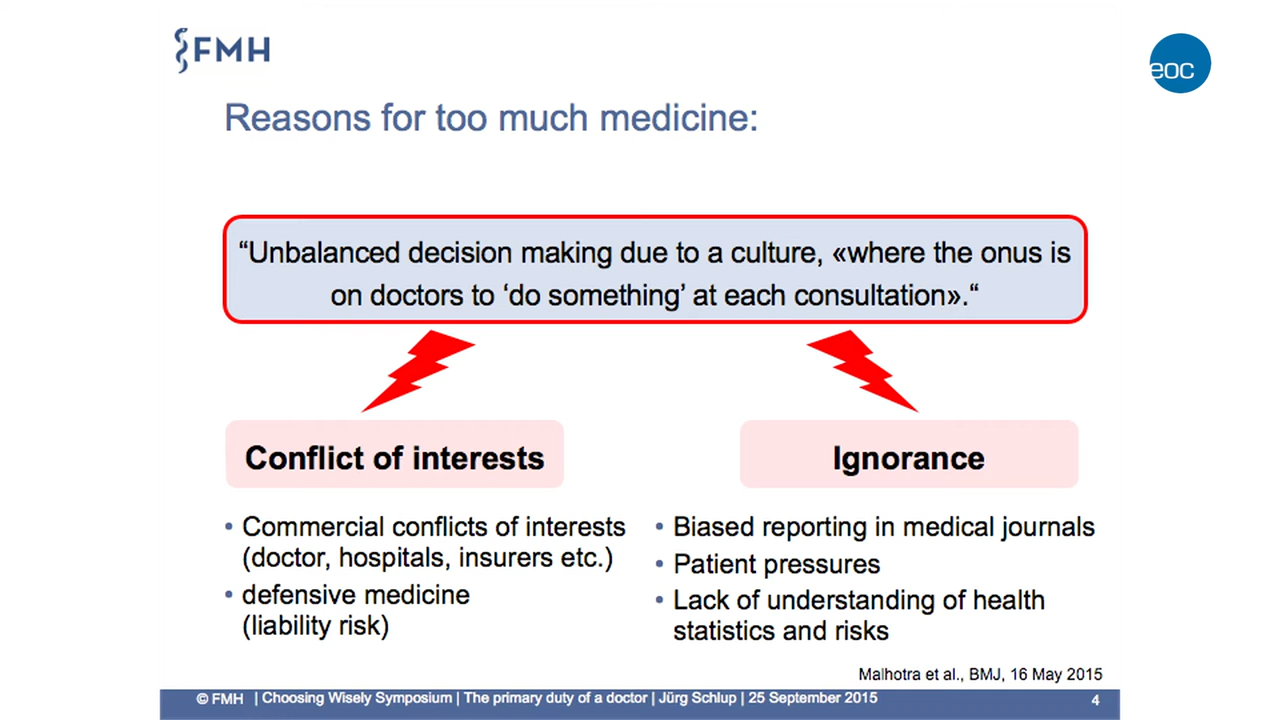 FMH
eoc
Reasons for too much medicine:
“Unbalanced decision making due to a culture, «where the onus is
on doctors to ‘do something’ at each consultation».“
Conflict of interests
• Commercial conflicts of interests
(doctor, hospitals, insurers etc.)
• defensive medicine
(liability risk)
Ignorance
• Biased reporting in medical journals
• Patient pressures
• Lack of understanding of health
statistics and risks
Malhotra et al., BMJ, 16 May 2015
© FMH | Choosing Wisely Symposium | The primary duty of a doctor | Jürg Schlup | 25 September 2015 4